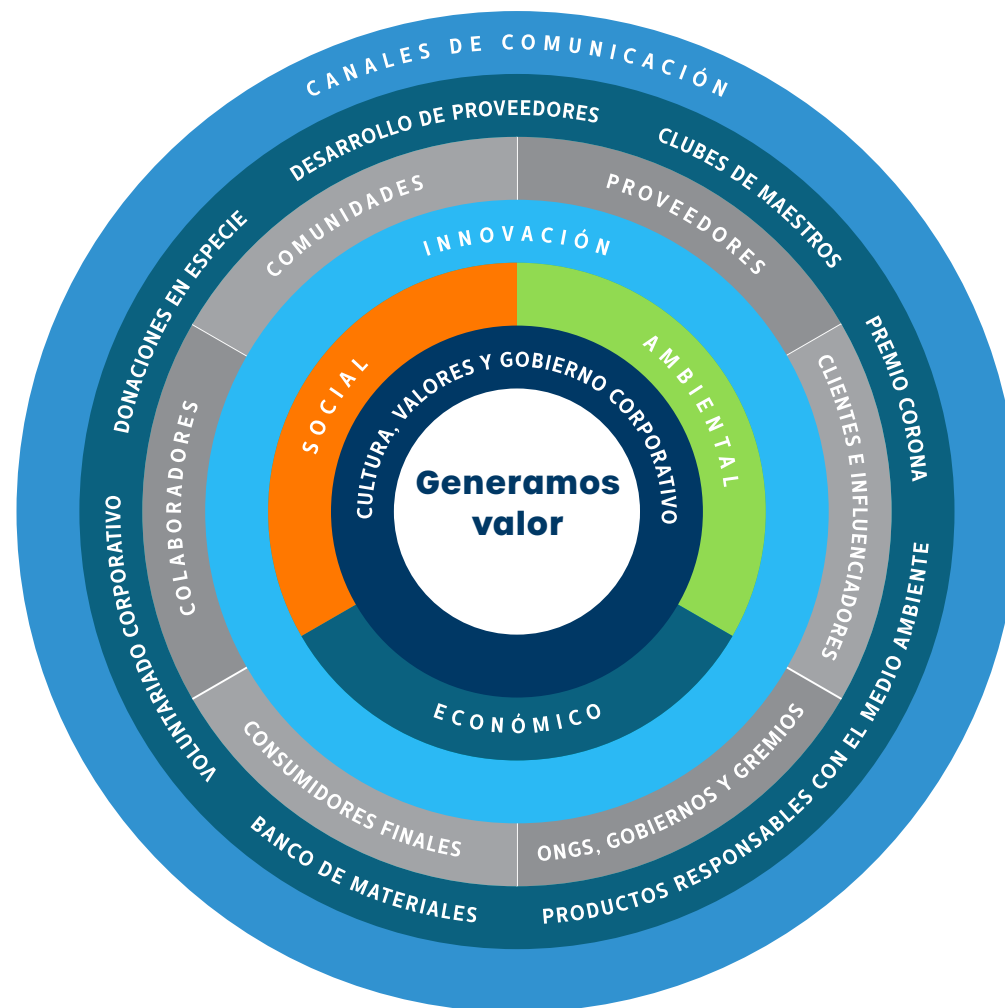 CANALES DE COMUNICACIÓN
DESARROLLO DE PROVEEDORES
CLUBES DE MAESTROS
PREMIO CORONA
PRODUCTOS RESPONSABLES CON EL MEDIO AMBIENTE
BANCO DE MATERIALES
VOLUNTARIADO CORPORATIVO
DONACIONES EN ESPECIE
COMUNIDADES
PROVEEDORES
CLIENTES E INFLUENCIADORES
ONGS, GOBIERNOS Y GREMIOS
CONSUMIDORES FINALES
COLABORADORES
INNOVACIÓN
SOCIAL
AMBIENTAL
ECONÓMICO
CULTURA, VALORES Y GOBIERNO CORPORATIVO
Generamos
valor